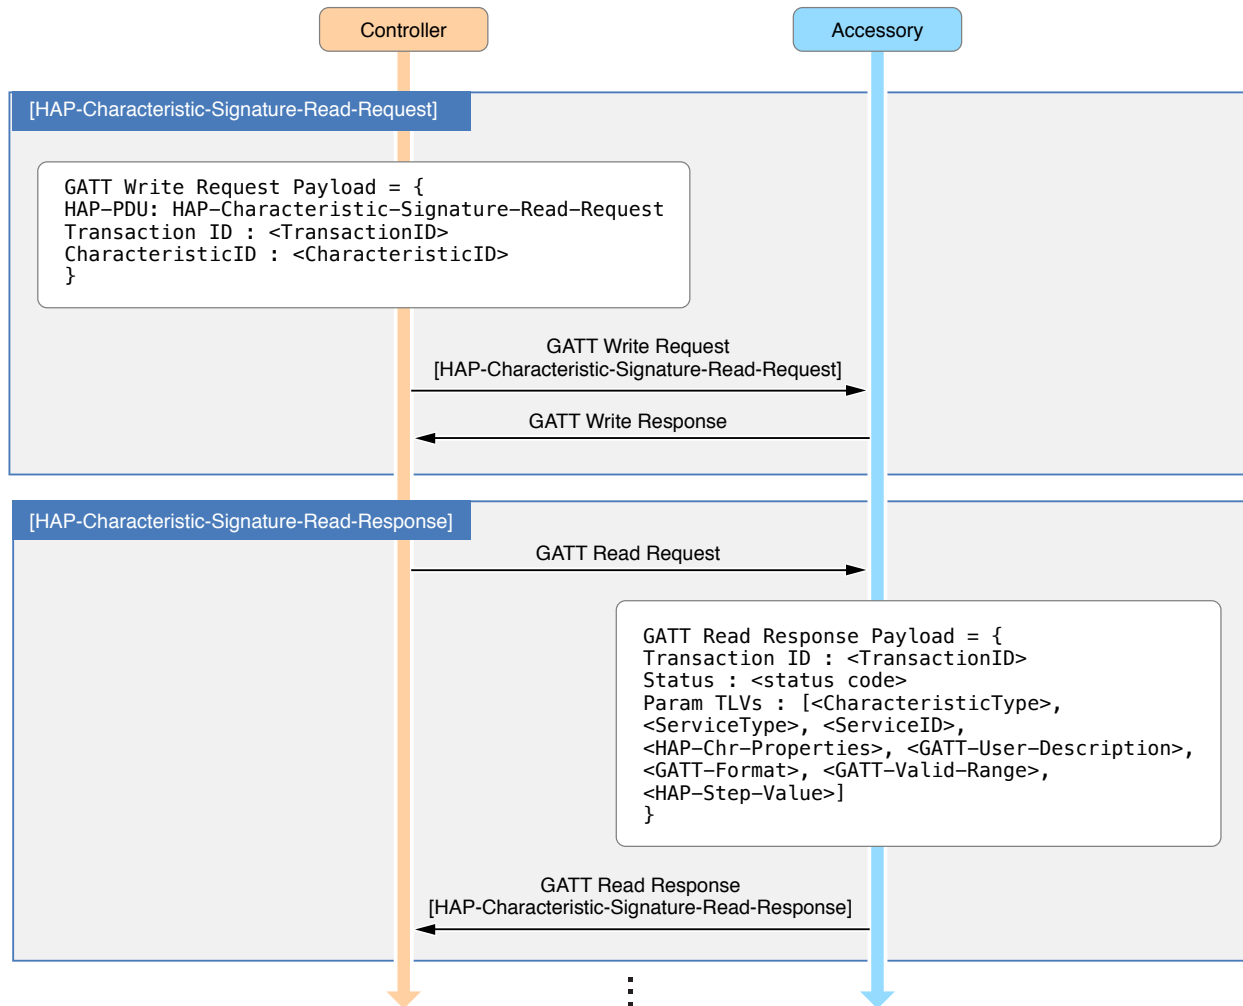 Controller
Accessory
[HAP-Characteristic-Signature-Read-Request]
GATT Write Request Payload = {
HAP-PDU: HAP-Characteristic-Signature-Read-Request
Transaction ID : <TransactionID>
CharacteristicID : <CharacteristicID>
}
GATT Write Request
[HAP-Characteristic-Signature-Read-Request]
GATT Write Response
[HAP-Characteristic-Signature-Read-Response]
GATT Read Request
GATT Read Response Payload = {
Transaction ID : <TransactionID>
Status : <status code>
Param TLVs : [<CharacteristicType>,
<ServiceType>, <ServiceID>,
<HAP-Chr-Properties>, <GATT-User-Description>,
<GATT-Format>, <GATT-Valid-Range>,
<HAP-Step-Value>]
}
GATT Read Response
[HAP-Characteristic-Signature-Read-Response]